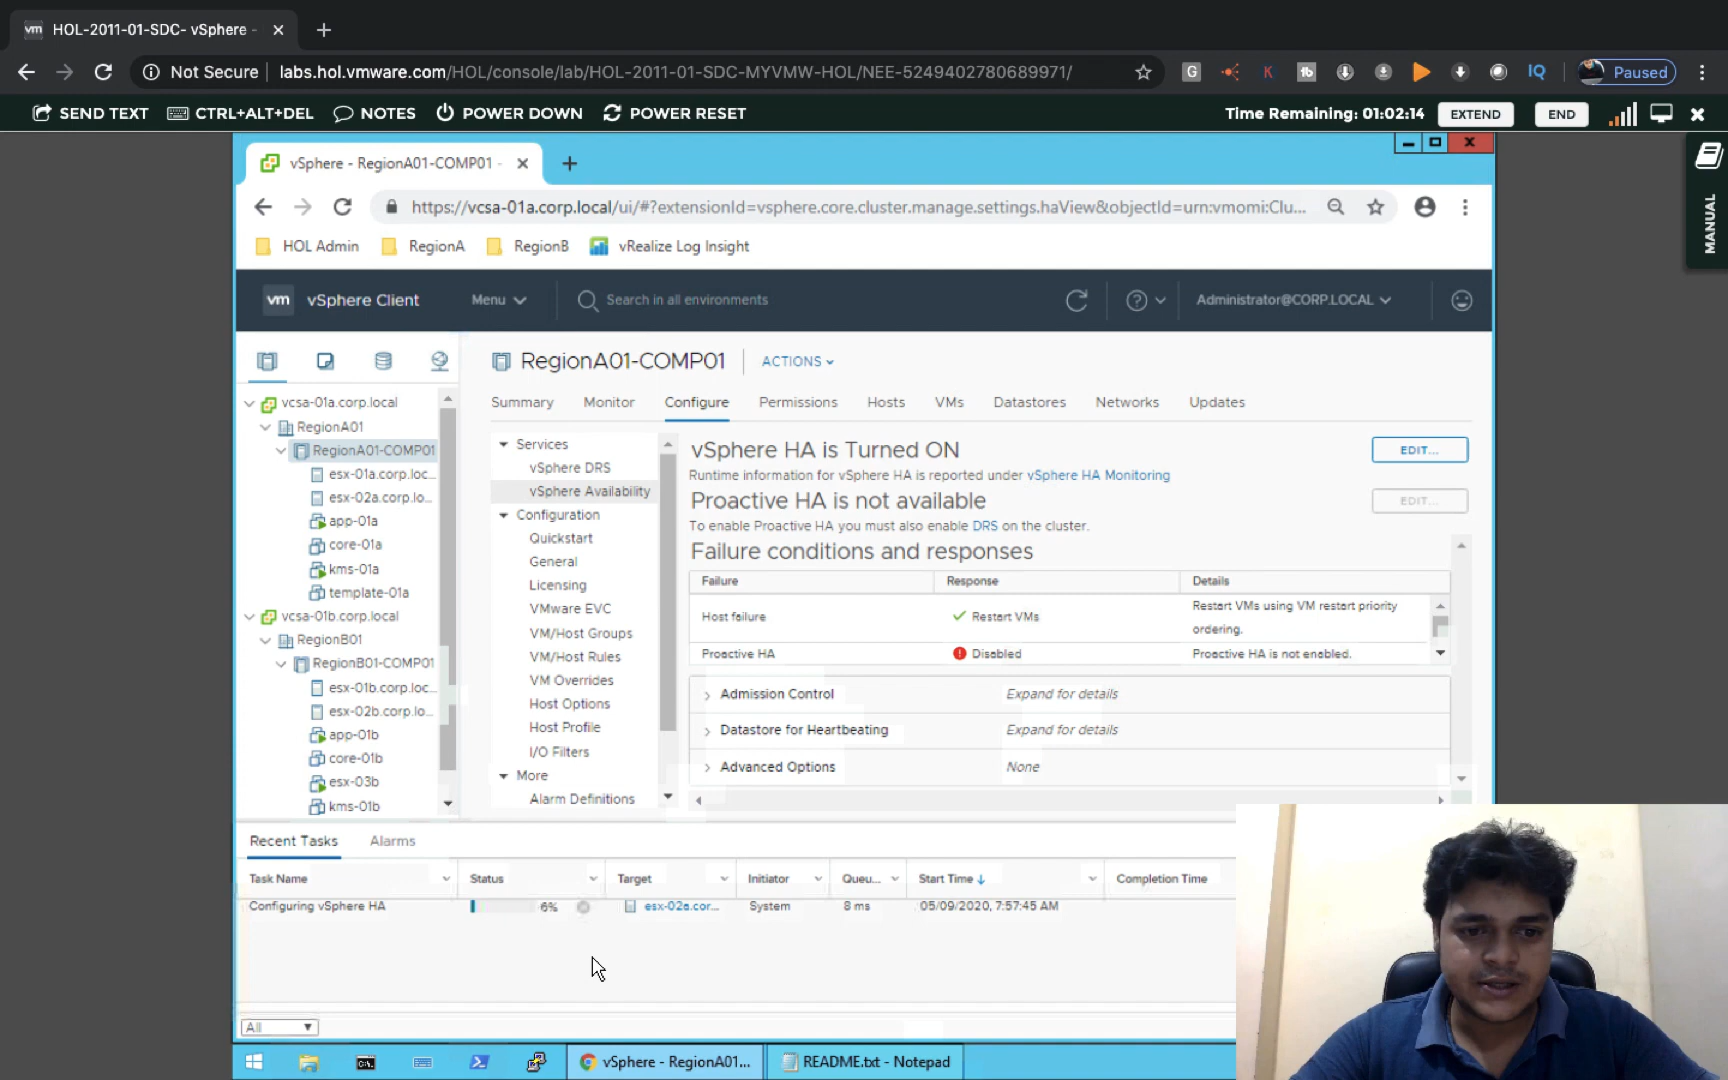 vm HOL-2011-01-SDC- vSphere -
Not Secure labs.hol.vmware.com/HOL/console/lab/HOL-2011-01-SDC-MYVMW-HOL/NEE-5249402780689971/
G K tb IQ Paused
SEND TEXT CTRL+ALT+DEL NOTES POWER DOWN POWER RESET Time Remaining: 01:02:14 EXTEND END
MANUAL
vSphere - RegionA01-COMP01 -
https://vcsa-01a.corp.local/ui/#?extensionId=vsphere.core.cluster.manage.settings.haView&objectId=urn:vmomi:Clu...
HOL Admin RegionA RegionB vRealize Log Insight
vm vSphere Client Menu Search in all environments Administrator@CORP.LOCAL
vcsa-01a.corp.local
RegionA01
RegionA01-COMP01
esx-01a.corp.loc...
esx-02a.corp.lo...
app-01a
core-01a
kms-01a
template-01a
vcsa-01b.corp.local
RegionB01
RegionB01-COMP01
esx-01b.corp.loc...
esx-02b.corp.lo...
app-01b
core-01b
esx-03b
kms-01b
RegionA01-COMP01 ACTIONS
Summary Monitor Configure Permissions Hosts VMs Datastores Networks Updates
Services
vSphere DRS
vSphere Availability
Configuration
Quickstart
General
Licensing
VMware EVC
VM/Host Groups
VM/Host Rules
VM Overrides
Host Options
Host Profile
I/O Filters
More
Alarm Definitions
vSphere HA is Turned ON EDIT...
Runtime information for vSphere HA is reported under vSphere HA Monitoring
Proactive HA is not available EDIT...
To enable Proactive HA you must also enable DRS on the cluster.
Failure conditions and responses
Failure Response Details
Host failure Restart VMs Restart VMs using VM restart priority
ordering.
Proactive HA Disabled Proactive HA is not enabled.
Admission Control Expand for details
Datastore for Heartbeating Expand for details
Advanced Options None
Recent Tasks Alarms
Task Name Status Target Initiator Queu... Start Time Completion Time
Configuring vSphere HA 6% esx-02a.cor... System 8 ms 05/09/2020, 7:57:45 AM
All
vSphere - RegionA01... README.txt - Notepad